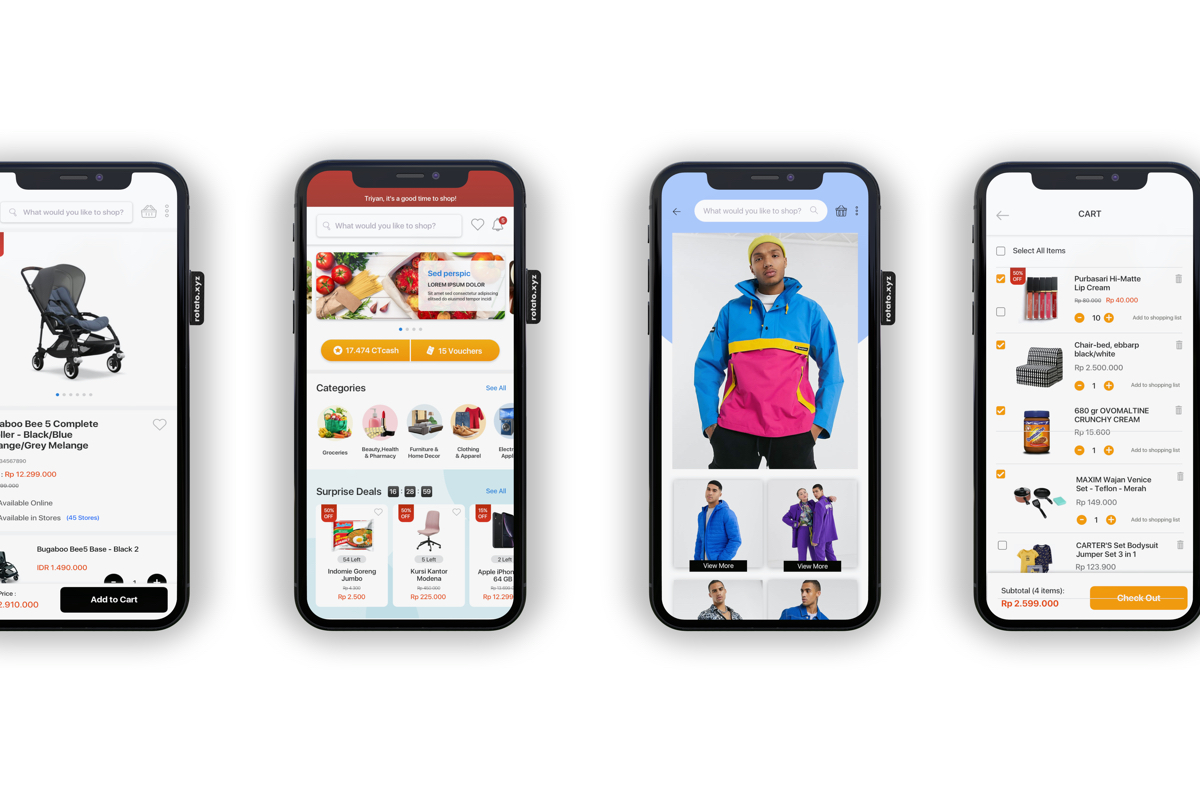 What would you like to shop?
aboo Bee 5 Complete
ller - Black/Blue
ange/Grey Melange
34567890
: Rp 12.299.000
99.000
Available Online
Available in Stores (45 Stores)
Bugaboo Bee5 Base - Black 2
IDR 1.490.000
1
Price :
2.910.000
Add to Cart
rotato.xyz
Triyan, it's a good time to shop!
What would you like to shop?
Sed perspic
LOREM IPSUM DOLOR
Sit amet sed consectetur adipiscing
elitsed do eiusmod tempor incidi
17.474 CTcash
15 Vouchers
Categories
See All
Groceries
Beauty,Health
& Pharmacy
Furniture &
Home Decor
Clothing
& Apparel
Electr
Appl
Surprise Deals 16 : 28 : 59
See All
50%
OFF
50%
OFF
15%
OFF
Indomie
54 Left
5 Left
2 Left
Indomie Goreng
Jumbo
Rp 2.500
Kursi Kantor
Modena
Rp 225.000
Apple iPhon
64 GB
Rp 12.299
rotato.xyz
What would you like to shop?
View More
View More
rotato.xyz
CART
Select All Items
50%
OFF
Purbasari Hi-Matte
Lip Cream
Rp 80.000 Rp 40.000
10
Add to shopping list
Chair-bed, ebbarp
black/white
Rp 2.500.000
1
Add to shopping list
680 gr OVOMALTINE
CRUNCHY CREAM
Rp 15.600
1
Add to shopping list
MAXIM Wajan Venice
Set - Teflon - Merah
Rp 149.000
1
Add to shopping list
CARTER'S Set Bodysuit
Jumper Set 3 in 1
Rp 123.900
Subtotal (4 items):
Rp 2.599.000
Check Out